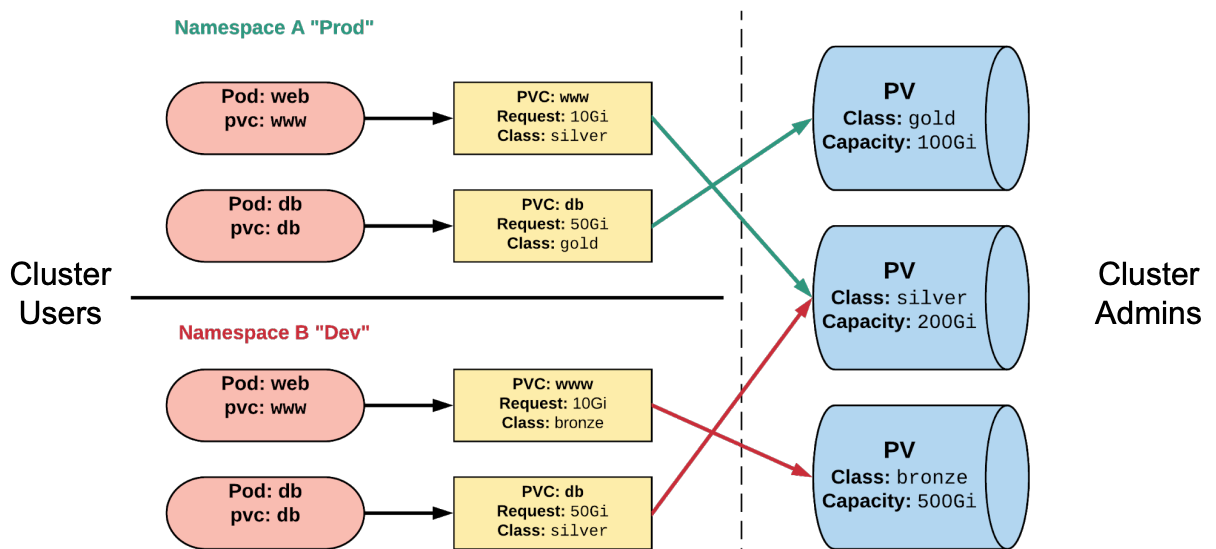 Namespace A "Prod"
Pod: web
pvc: www
PVC: www
Request: 10Gi
Class: silver
PV
Class: gold
Capacity: 100Gi
Pod: db
pvc: db
PVC: db
Request: 50Gi
Class: gold
Cluster
Users
PV
Class: silver
Capacity: 200Gi
Cluster
Admins
Namespace B "Dev"
Pod: web
pvc: www
PVC: www
Request: 10Gi
Class: bronze
PV
Class: bronze
Capacity: 500Gi
Pod: db
pvc: db
PVC: db
Request: 50Gi
Class: silver